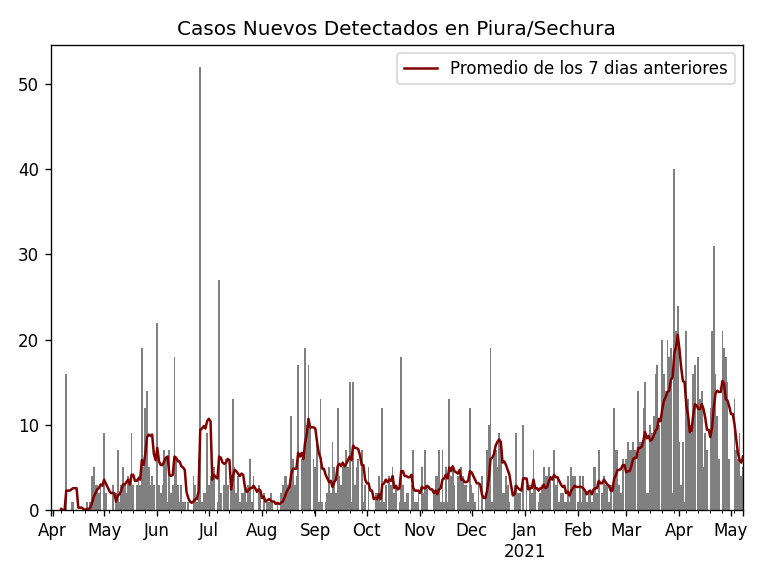 Casos Nuevos Detectados en Piura/Sechura
Promedio de los 7 dias anteriores
50
40
30
20
10
0
Apr May Jun Jul Aug Sep Oct Nov Dec Jan Feb Mar Apr May
2021